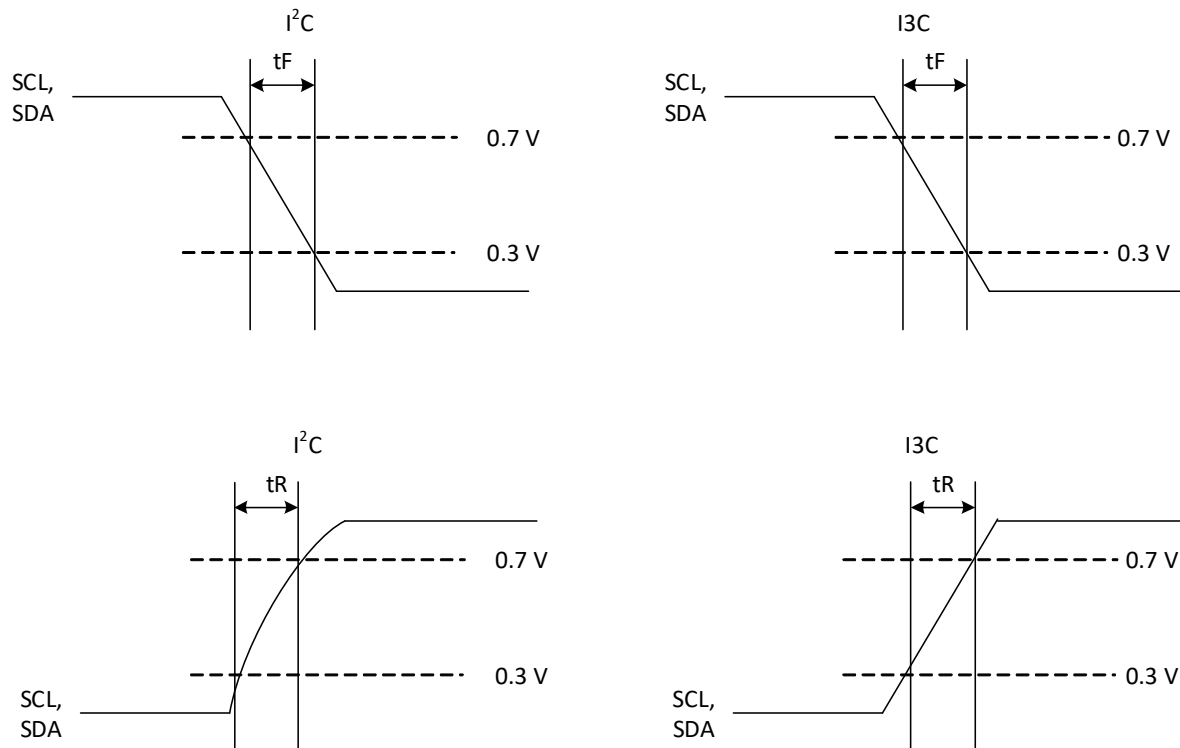 I²C
tF
SCL,
SDA
0.7 V
0.3 V
I3C
tF
SCL,
SDA
0.7 V
0.3 V
I²C
tR
0.7 V
0.3 V
SCL,
SDA
I3C
tR
0.7 V
0.3 V
SCL,
SDA